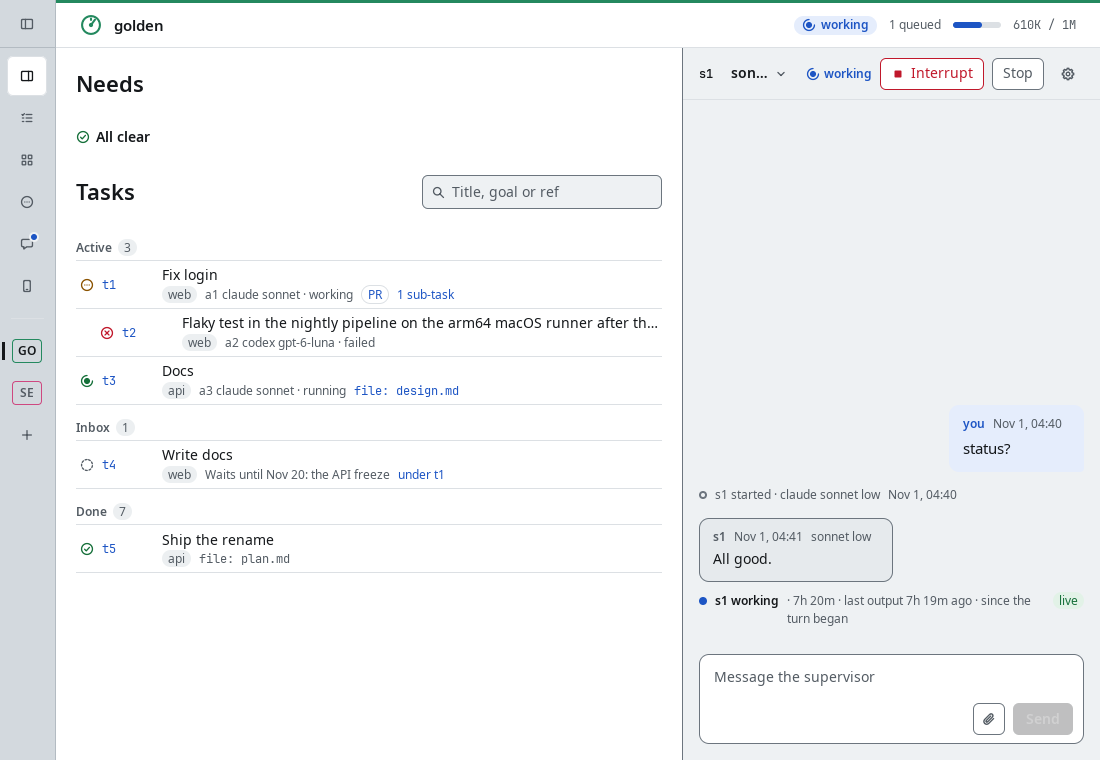 golden
working
1 queued
610K / 1M
s1
son...
working
Interrupt
Stop
Needs
All clear
Tasks
Title, goal or ref
Active 3
t1
Fix login
web a1 claude sonnet · working PR 1 sub-task
t2
Flaky test in the nightly pipeline on the arm64 macOS runner after th...
web a2 codex gpt-6-luna · failed
t3
Docs
api a3 claude sonnet · running file: design.md
Inbox 1
t4
Write docs
web Waits until Nov 20: the API freeze under t1
Done 7
t5
Ship the rename
api file: plan.md
GO
SE
you Nov 1, 04:40
status?
s1 started · claude sonnet low Nov 1, 04:40
s1 Nov 1, 04:41 sonnet low
All good.
s1 working · 7h 20m · last output 7h 19m ago · since the
turn began
live
Message the supervisor
Send